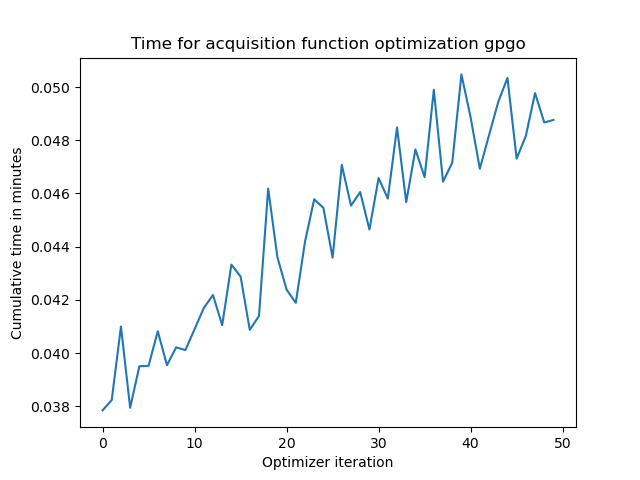 Time for acquisition function optimization gpgo
Cumulative time in minutes
0.050
0.048
0.046
0.044
0.042
0.040
0.038
0 10 20 30 40 50
Optimizer iteration